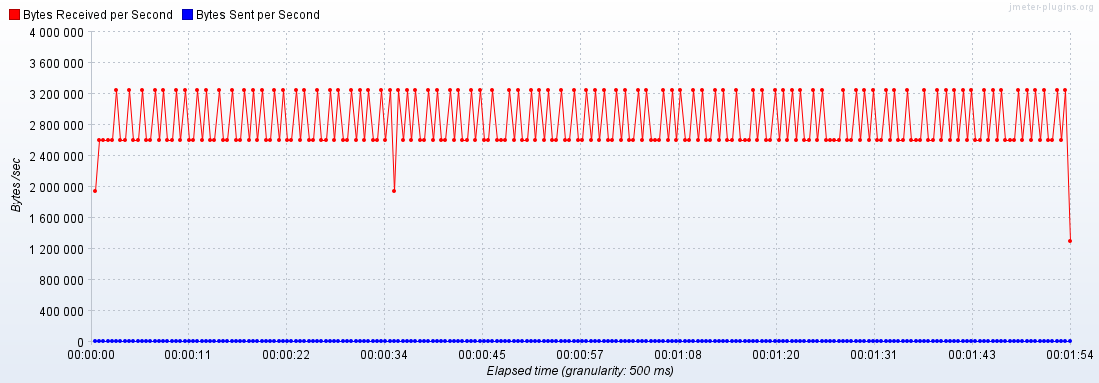 jmeter-plugins.org
Bytes Received per Second Bytes Sent per Second
4 000 000
3 600 000
3 200 000
2 800 000
2 400 000
2 000 000
1 600 000
1 200 000
800 000
400 000
0
Bytes /sec
00:00:00 00:00:11 00:00:22 00:00:34 00:00:45 00:00:57 00:01:08 00:01:20 00:01:31 00:01:43 00:01:54
Elapsed time (granularity: 500 ms)